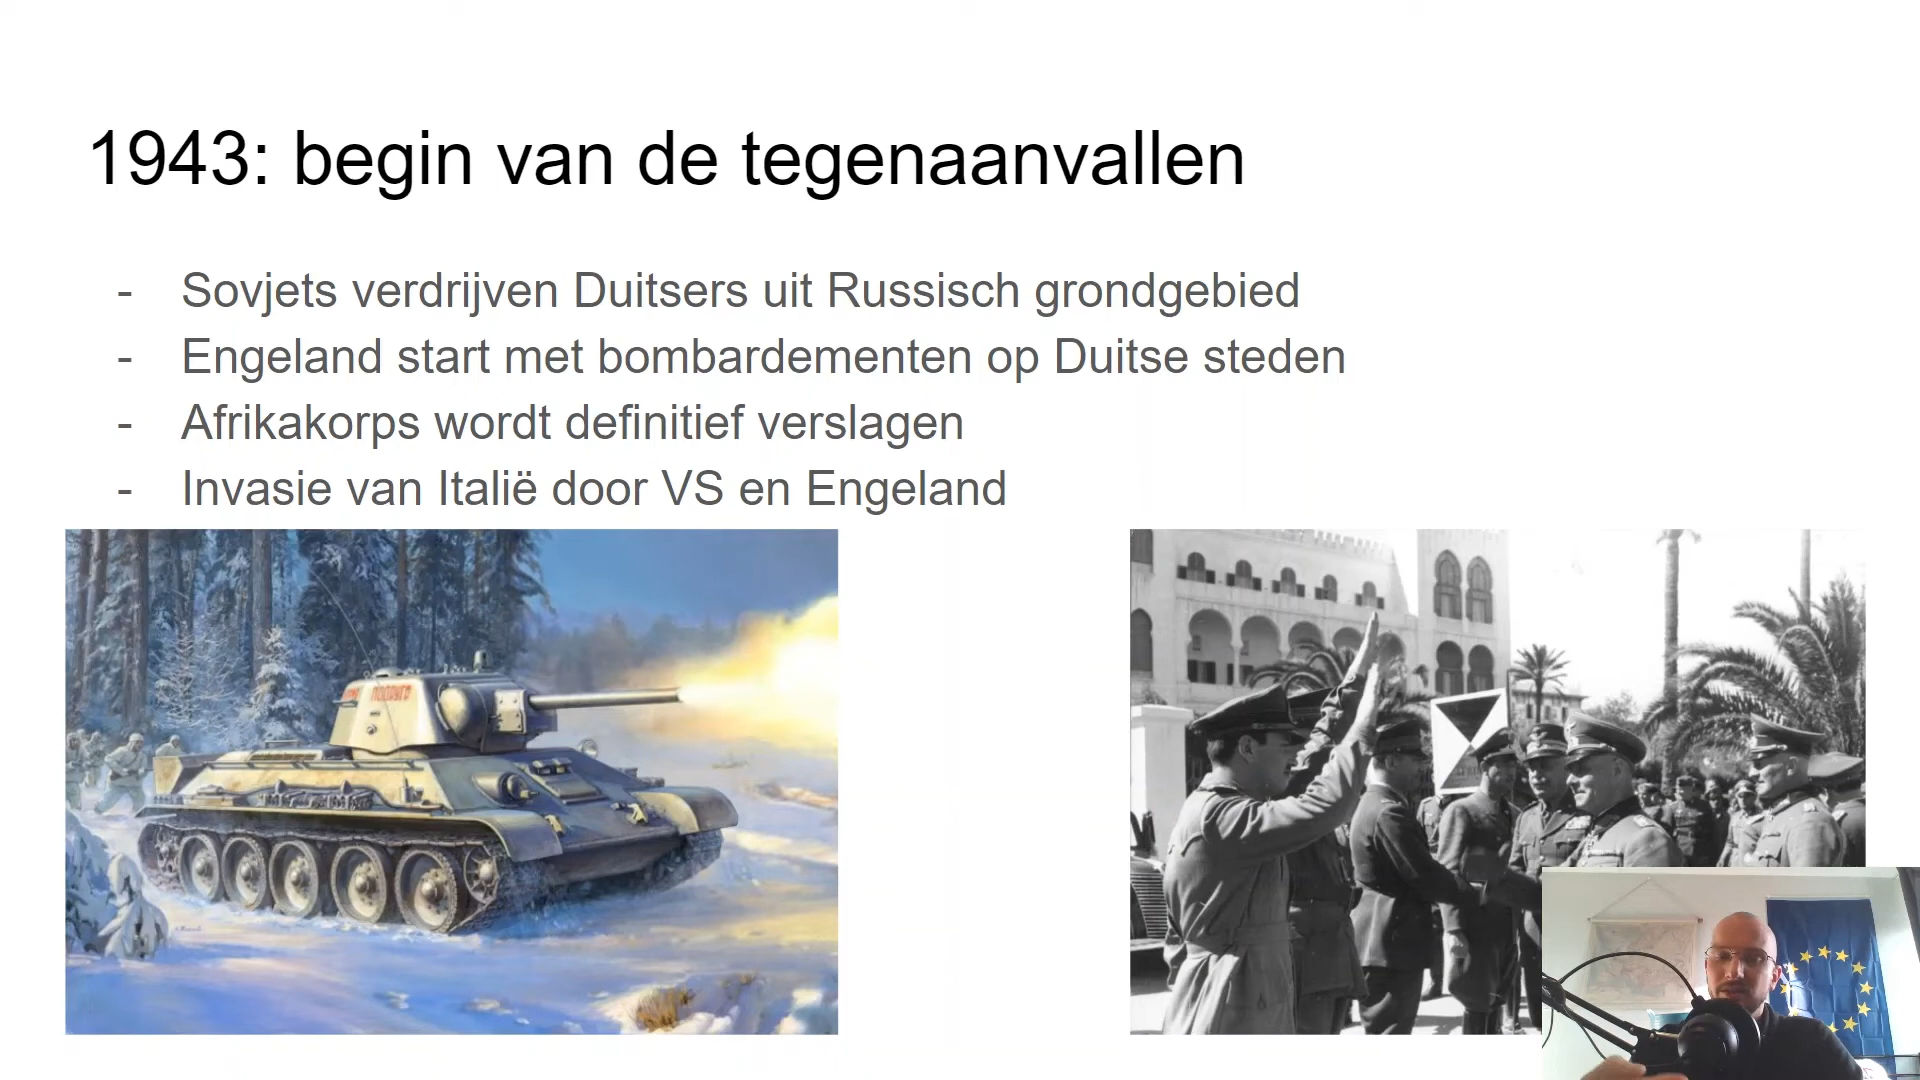 1943: begin van de tegenaanvallen
- Sovjets verdrijven Duitsers uit Russisch grondgebied
- Engeland start met bombardementen op Duitse steden
- Afrikakorps wordt definitief verslagen
- Invasie van Italië door VS en Engeland